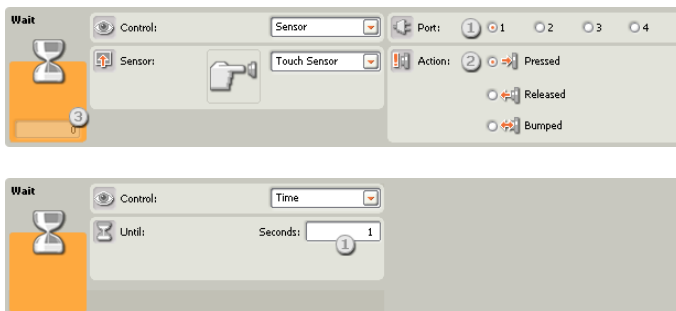 Wait Control: Sensor Port: 1 1 2 3 4
Sensor: Touch Sensor Action: 2 Pressed
Released
3
0
Bumped
Wait Control: Time
Until: Seconds: 1
1